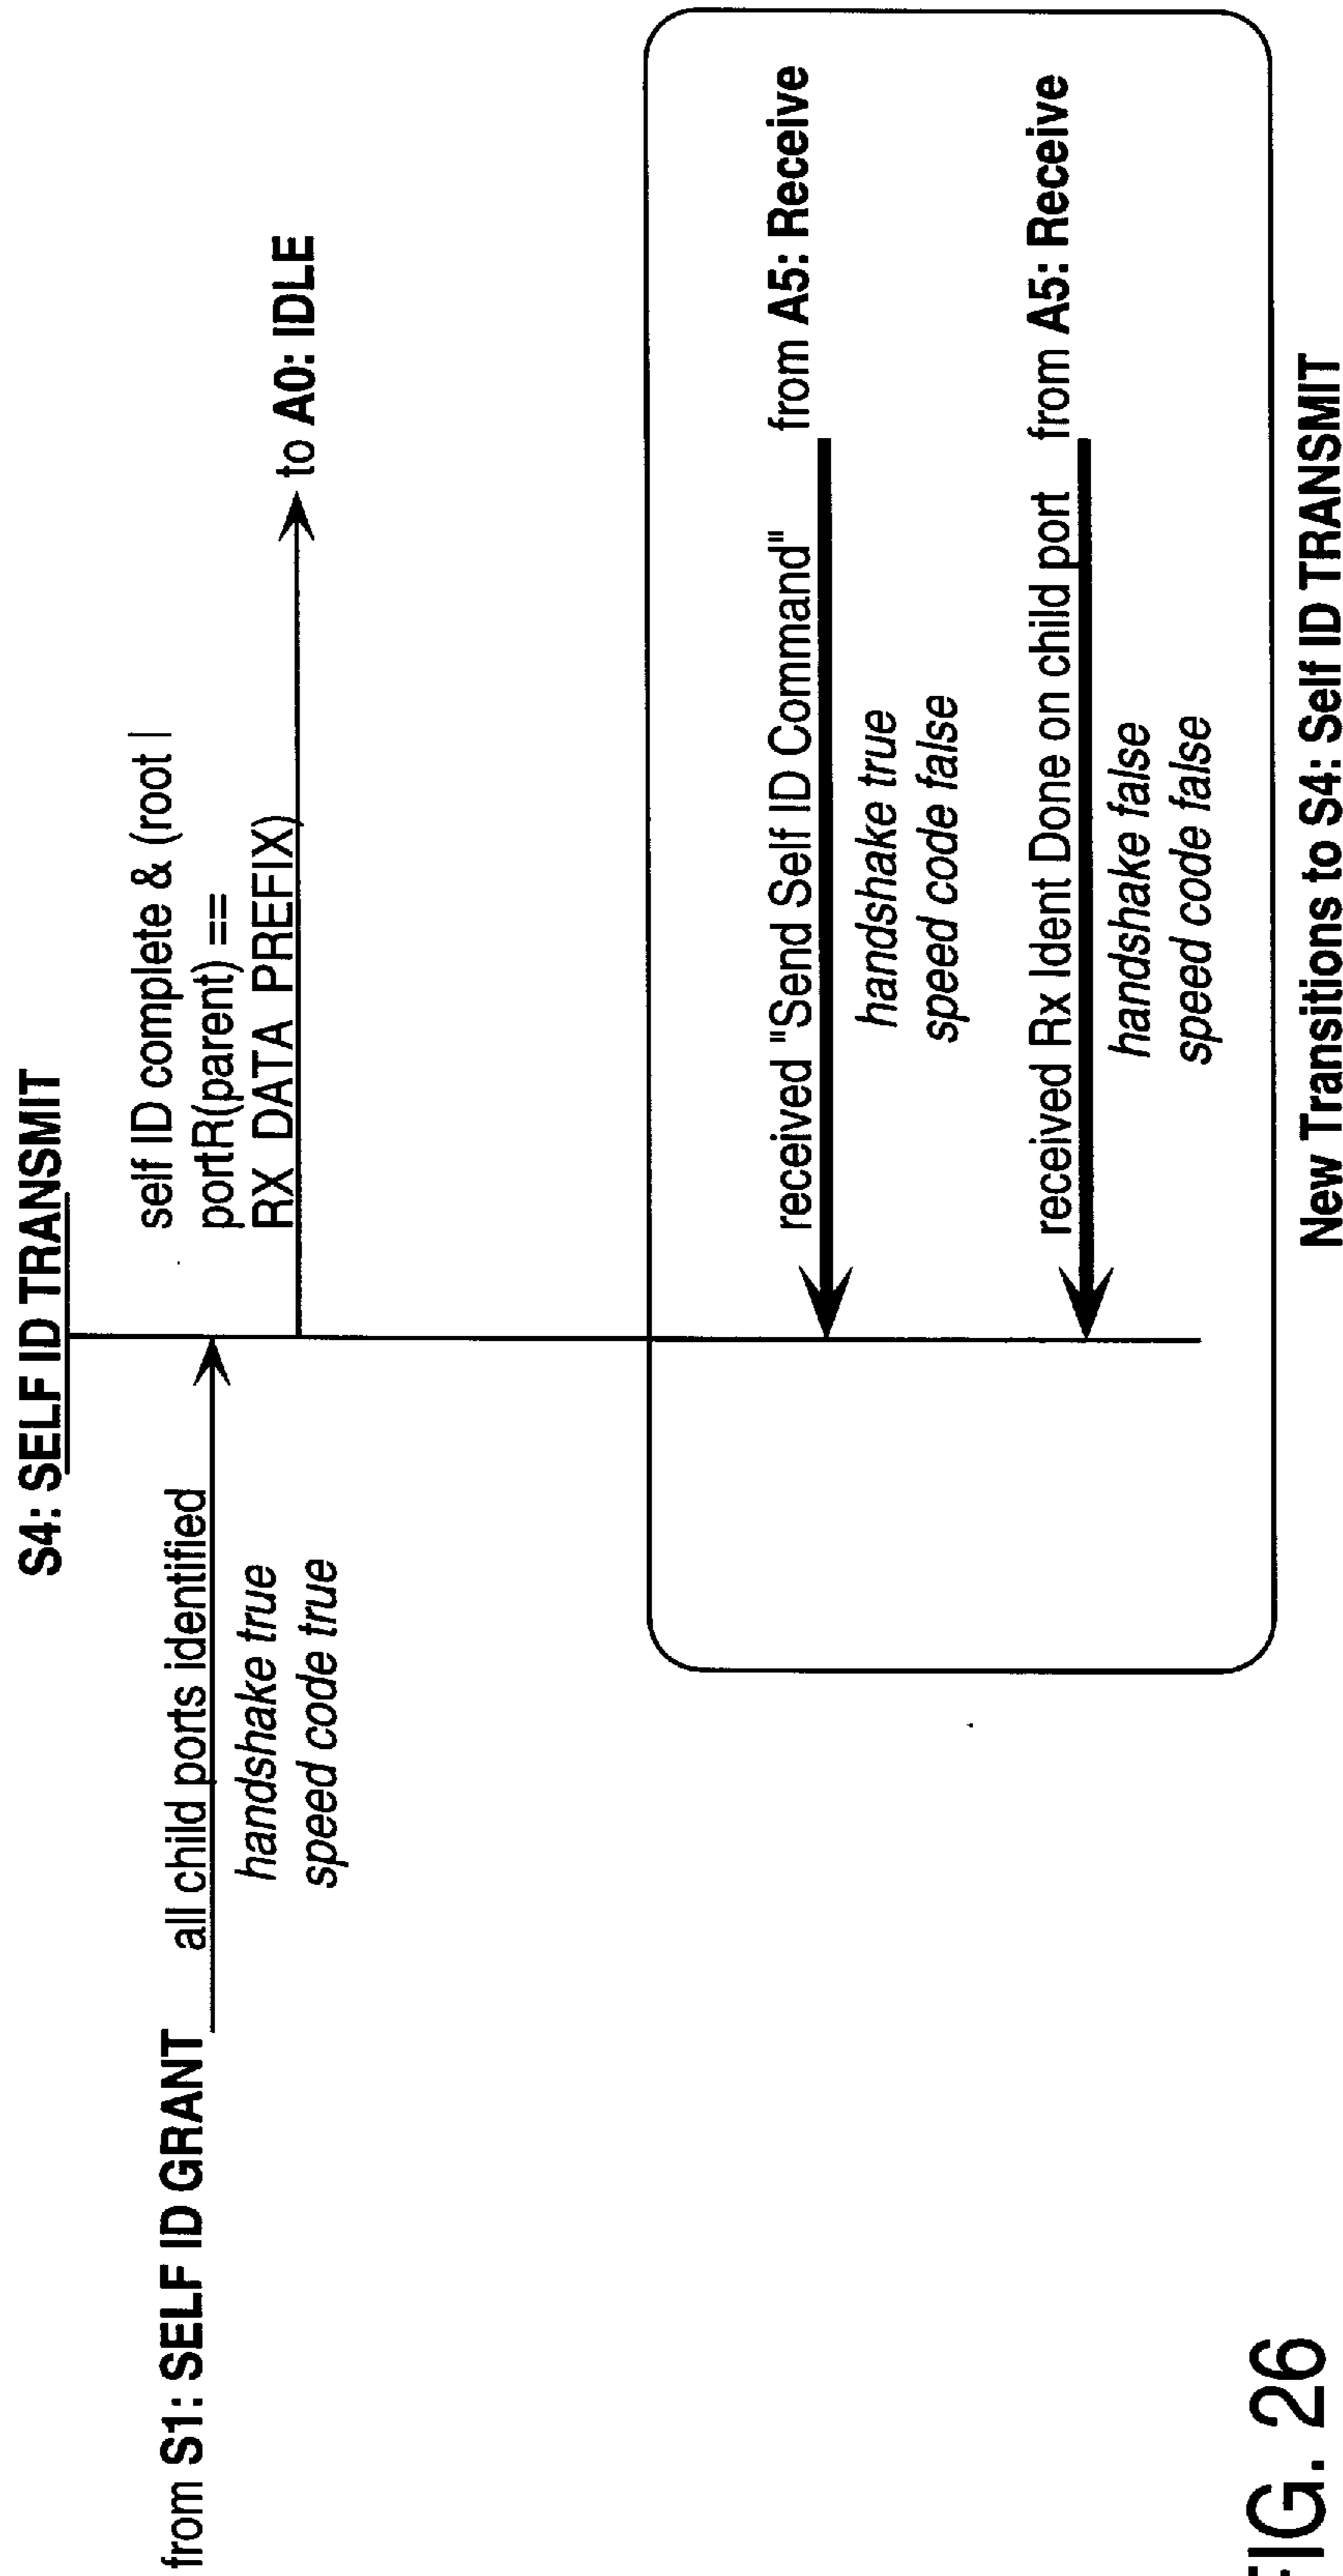 S4: SELF ID TRANSMIT
from S1: SELF ID GRANT
all child ports identified
handshake true
speed code true
self ID complete & (root |
portR(parent) ==
RX DATA PREFIX)
to A0: IDLE
received "Send Self ID Command"
from A5: Receive
handshake true
speed code false
received Rx Ident Done on child port
from A5: Receive
handshake false
speed code false
New Transitions to S4: Self ID TRANSMIT
FIG. 26